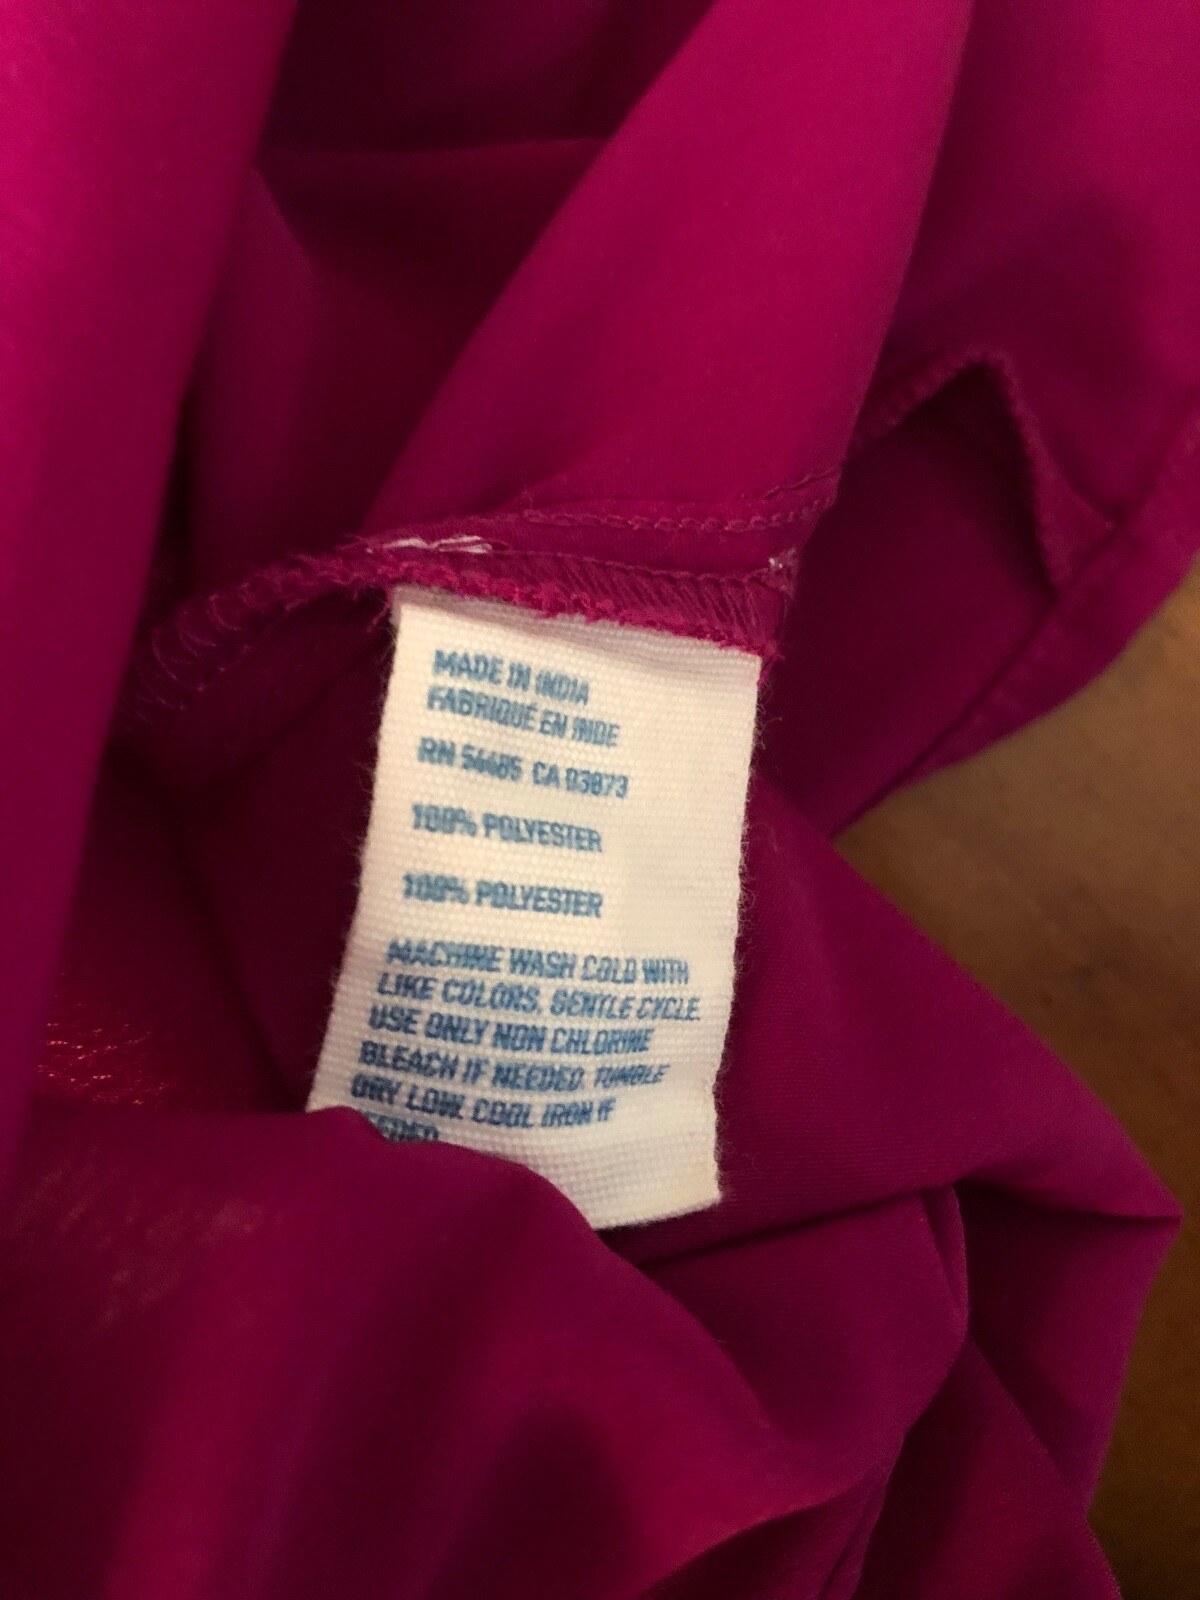 MADE IN INDIA
FABRIQUÉ EN INDE
RN 54485 CA 03873
100% POLYESTER
100% POLYESTER
MACHINE WASH COLD WITH
LIKE COLORS. GENTLE CYCLE.
USE ONLY NON CHLORINE
BLEACH IF NEEDED. TUMBLE
DRY LOW. COOL IRON IF